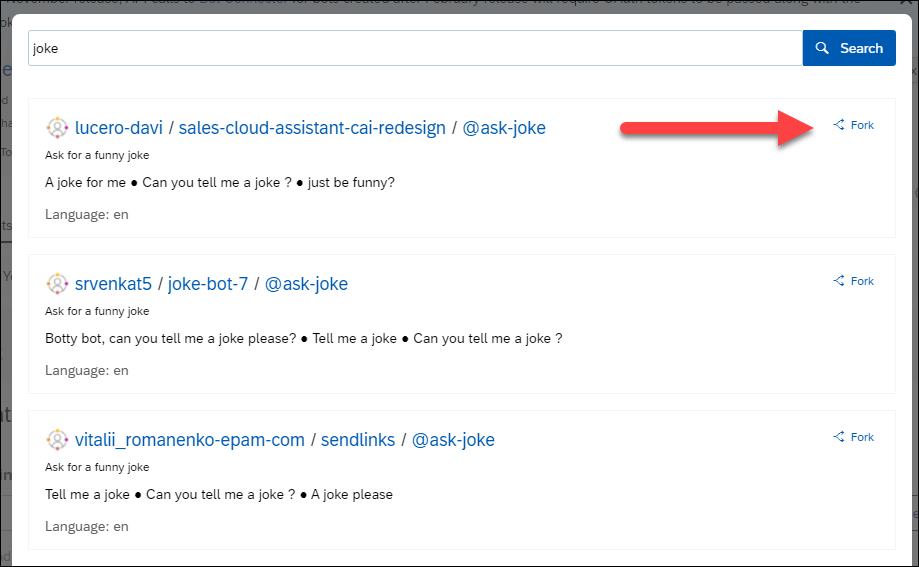 joke
Search
lucero-davi / sales-cloud-assistant-cai-redesign / @ask-joke
Fork
Ask for a funny joke
A joke for me ● Can you tell me a joke ? ● just be funny?
Language: en
srvenkat5 / joke-bot-7 / @ask-joke
Fork
Ask for a funny joke
Botty bot, can you tell me a joke please? ● Tell me a joke ● Can you tell me a joke ?
Language: en
vitalii_romanenko-epam-com / sendlinks / @ask-joke
Fork
Ask for a funny joke
Tell me a joke ● Can you tell me a joke ? ● A joke please
Language: en